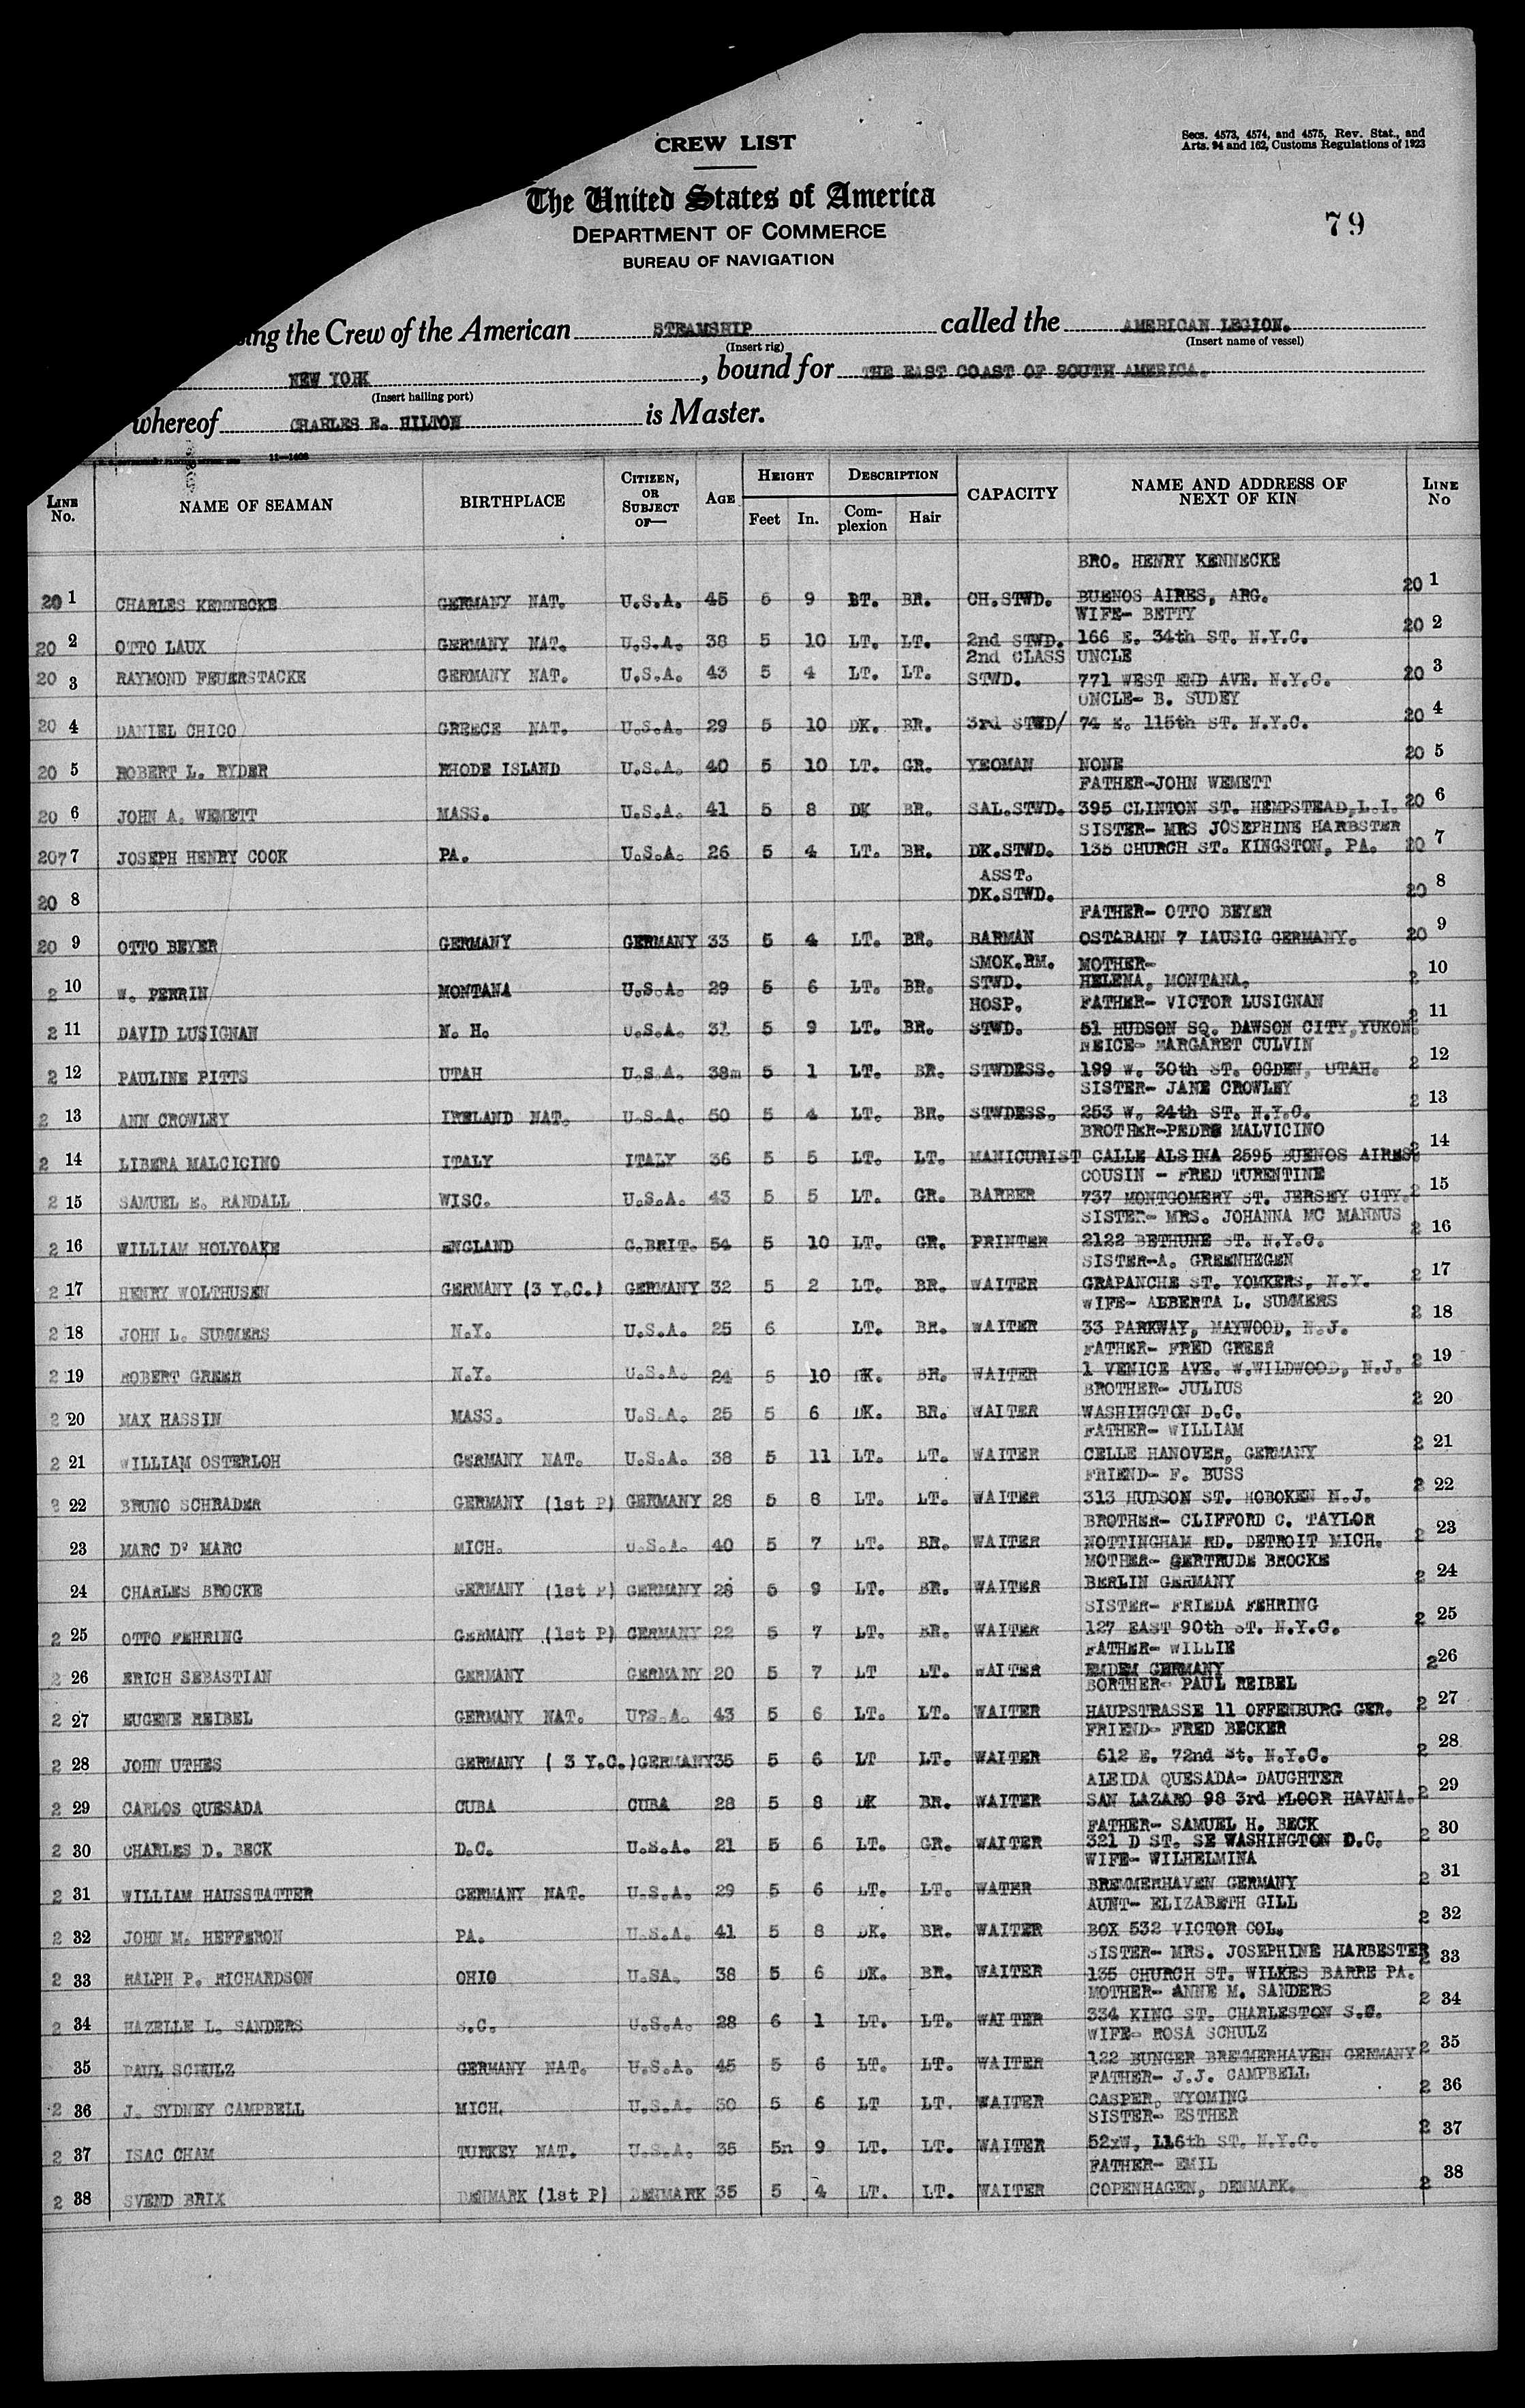 CREW LIST
Secs. 4573, 4574, and 4575, Rev. Stat., and
Arts. 94 and 162, Customs Regulations of 1923
The United States of America
DEPARTMENT OF COMMERCE
79
BUREAU OF NAVIGATION
ing the Crew of the American STEAMSHIP called the AMERICAN LEGION.
(Insert rig) (Insert name of vessel)
NEW YORK, bound for THE EAST COAST OF SOUTH AMERICA.
(Insert hailing port)
whereof CHARLES E. HILTON is Master.
11—1406
LINE No. NAME OF SEAMAN BIRTHPLACE CITIZEN, OR SUBJECT OF— AGE HEIGHT Feet In. DESCRIPTION Complexion Hair CAPACITY NAME AND ADDRESS OF NEXT OF KIN LINE No
BRO. HENRY KENNECKE
20 1 CHARLES KENNECKE GERMANY NAT. U.S.A. 45 5 9 BT. BR. CH.STWD. BUENOS AIRES, ARG. 20 1
WIFE- BETTY
20 2 OTTO LAUX GERMANY NAT. U.S.A. 38 5 10 LT. LT. 2nd STWD. 166 E. 34th ST. N.Y.C. 20 2
2nd CLASS UNCLE
20 3 RAYMOND FEUERSTACKE GERMANY NAT. U.S.A. 43 5 4 LT. LT. STWD. 771 WEST END AVE. N.Y.C. 20 3
UNCLE- B. SUDEY
20 4 DANIEL CHICO GREECE NAT. U.S.A. 29 5 10 DK. BR. 3rd STWD/ 74 E. 115th ST. N.Y.C. 20 4
20 5 ROBERT L. RYDER RHODE ISLAND U.S.A. 40 5 10 LT. GR. YEOMAN NONE 20 5
FATHER-JOHN WEMETT
20 6 JOHN A. WEMETT MASS. U.S.A. 41 5 8 DK BR. SAL.STWD. 395 CLINTON ST. HEMPSTEAD,L.I. 20 6
SISTER- MRS JOSEPHINE HARBSTER
207 7 JOSEPH HENRY COOK PA. U.S.A. 26 5 4 LT. BR. DK.STWD. 135 CHURCH ST. KINGSTON, PA. 20 7
ASST.
20 8 DK.STWD. 20 8
FATHER- OTTO BEYER
20 9 OTTO BEYER GERMANY GERMANY 33 5 4 LT. BR. BARMAN OSTABAHN 7 IAUSIG GERMANY. 20 9
SMOK.RM. MOTHER-
2 10 W. PERRIN MONTANA U.S.A. 29 5 6 LT. BR. STWD. HELENA, MONTANA. 2 10
HOSP. FATHER- VICTOR LUSIGNAN
2 11 DAVID LUSIGNAN N. H. U.S.A. 31 5 9 LT. BR. STWD. 51 HUDSON SQ. DAWSON CITY,YUKON. 2 11
NEICE- MARGARET CULVIN
2 12 PAULINE PITTS UTAH U.S.A. 38m 5 1 LT. BR. STWDESS. 199 W. 30th ST. OGDEN, UTAH. 2 12
SISTER- JANE CROWLEY
2 13 ANN CROWLEY IRELAND NAT. U.S.A. 50 5 4 LT. BR. STWDESS. 253 W. 24th ST. N.Y.C. 2 13
BROTHER-PEDRO MALVICINO
2 14 LIBERA MALCICINO ITALY ITALY 36 5 5 LT. LT. MANICURIST CALLE ALSINA 2595 BUENOS AIRES. 2 14
COUSIN - FRED TURENTINE
2 15 SAMUEL E. RANDALL WISC. U.S.A. 43 5 5 LT. GR. BARBER 737 MONTGOMERY ST. JERSEY CITY. 2 15
SISTER- MRS. JOHANNA MC MANNUS
2 16 WILLIAM HOLYOAKE ENGLAND G.BRIT. 54 5 10 LT. GR. PRINTER 2122 BETHUNE ST. N.Y.C. 2 16
SISTER-A. GREENHEGEN
2 17 HENRY WOLTHUSEN GERMANY (3 Y.C.) GERMANY 32 5 2 LT. BR. WAITER GRAPANCHE ST. YOMKERS, N.Y. 2 17
WIFE- ALBERTA L. SUMMERS
2 18 JOHN L. SUMMERS N.Y. U.S.A. 25 6 LT. BR. WAITER 33 PARKWAY, MAYWOOD, N.J. 2 18
FATHER- FRED GREER
2 19 ROBERT GREER N.Y. U.S.A. 24 5 10 DK. BR. WAITER 1 VENICE AVE. W.WILDWOOD, N.J. 2 19
BROTHER- JULIUS
2 20 MAX HASSIN MASS. U.S.A. 25 5 6 DK. BR. WAITER WASHINGTON D.C. 2 20
FATHER- WILLIAM
2 21 WILLIAM OSTERLOH GERMANY NAT. U.S.A. 38 5 11 LT. LT. WAITER CELLE HANOVER, GERMANY 2 21
FRIEND- F. BUSS
2 22 BRUNO SCHRADER GERMANY (1st P) GERMANY 28 5 8 LT. LT. WAITER 313 HUDSON ST. HOBOKEN N.J. 2 22
BROTHER- CLIFFORD C. TAYLOR
23 MARC D' MARC MICH. U.S.A. 40 5 7 LT. BR. WAITER NOTTINGHAM RD. DETROIT MICH. 2 23
MOTHER- GERTRUDE BROCKE
24 CHARLES BROCKE GERMANY (1st P) GERMANY 28 5 9 LT. BR. WAITER BERLIN GERMANY 2 24
SISTER- FRIEDA FEHRING
2 25 OTTO FEHRING GERMANY (1st P) GERMANY 22 5 7 LT. BR. WAITER 127 EAST 90th ST. N.Y.C. 2 25
FATHER- WILLIE
2 26 ERICH SEBASTIAN GERMANY GERMANY 20 5 7 LT LT. WAITER EMDEM GERMANY 226
BORTHER- PAUL REIBEL
2 27 EUGENE REIBEL GERMANY NAT. U?S.A. 43 5 6 LT. LT. WAITER HAUPSTRASSE 11 OFFENBURG GER. 2 27
FRIEND- FRED BECKER
2 28 JOHN UTHES GERMANY ( 3 Y.C.)GERMANY35 5 6 LT LT. WAITER 612 E. 72nd St. N.Y.C. 2 28
ALEIDA QUESADA- DAUGHTER
2 29 CARLOS QUESADA CUBA CUBA 28 5 8 DK BR. WAITER SAN LAZARO 98 3rd FLOOR HAVANA. 2 29
FATHER- SAMUEL H. BECK
2 30 CHARLES D. BECK D.C. U.S.A. 21 5 6 LT. GR. WAITER 321 D ST. SE WASHINGTON D.C. 2 30
WIFE- WILHELMINA
2 31 WILLIAM HAUSSTATTER GERMANY NAT. U.S.A. 29 5 6 LT. LT. WATER BREMMERHAVEN GERMANY 2 31
AUNT- ELIZABETH GILL
2 32 JOHN M. HEFFERON PA. U.S.A. 41 5 8 DK. BR. WAITER BOX 532 VICTOR COL. 2 32
SISTER- MRS. JOSEPHINE HARBESTER
2 33 RALPH P. RICHARDSON OHIO U.SA. 38 5 6 DK. BR. WAITER 135 CHURCH ST. WILKES BARRE PA. 2 33
MOTHER- ANNE M. SANDERS
2 34 HAZELLE L. SANDERS S.C. U.S.A. 28 6 1 LT. LT. WAITER 334 KING ST. CHARLESTON S.C. 2 34
WIFE- ROSA SCHULZ
35 PAUL SCHULZ GERMANY NAT. U.S.A. 45 5 6 LT. LT. WAITER 122 BUNGER BREMMERHAVEN GERMANY 2 35
FATHER- J.J. CAMPBELL
2 36 J. SYDNEY CAMPBELL MICH. U.S.A. 30 5 6 LT LT. WAITER CASPER, WYOMING 2 36
SISTER- ESTHER
2 37 ISAC CHAM TURKEY NAT. U.S.A. 35 5n 9 LT. LT. WAITER 52xW. 116th ST. N.Y.C. 2 37
FATHER- EMIL
2 38 SVEND BRIX DENMARK (1st P) DENMARK 35 5 4 LT. LT. WAITER COPENHAGEN, DENMARK. 2 38